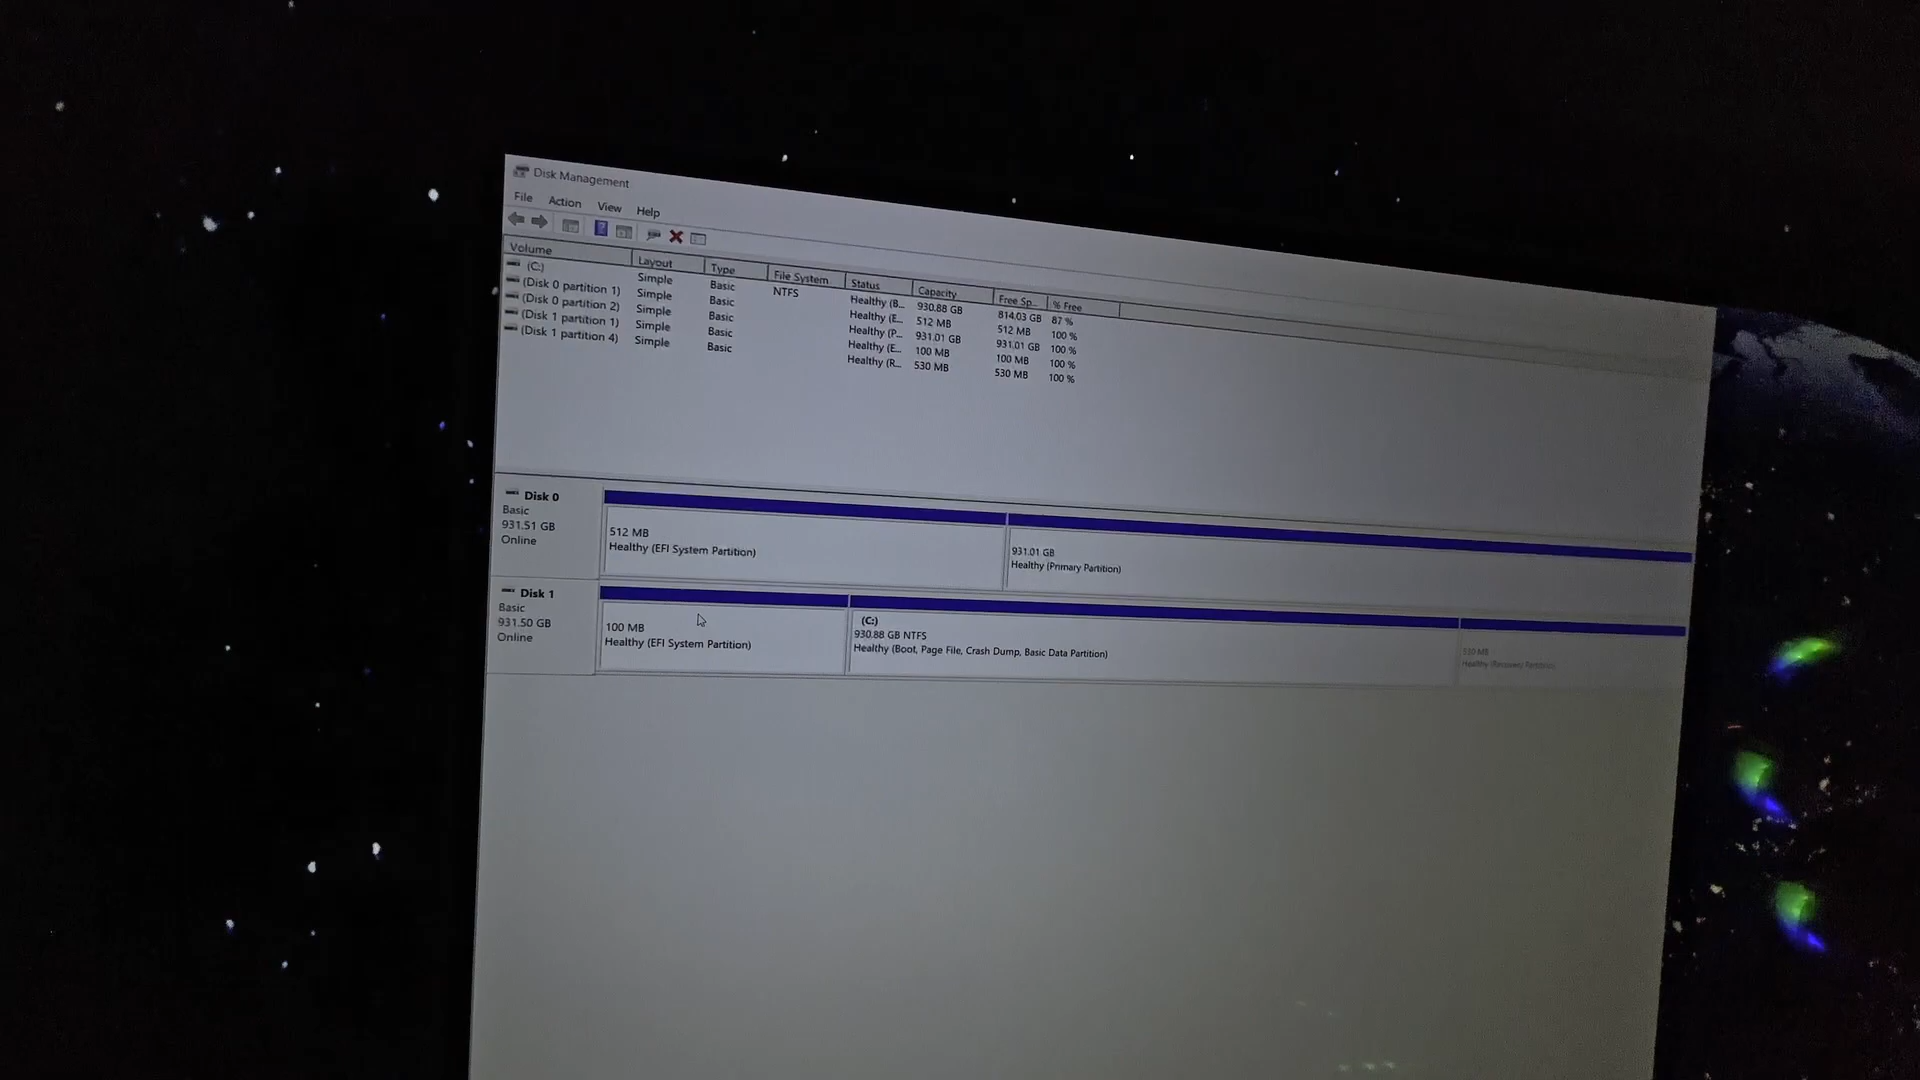 Disk Management
File Action View Help
Volume Layout Type File System Status Capacity Free Sp... % Free
(C:) Simple Basic NTFS Healthy (B... 930.88 GB 814.03 GB 87 %
(Disk 0 partition 1) Simple Basic Healthy (E... 512 MB 512 MB 100 %
(Disk 0 partition 2) Simple Basic Healthy (P... 931.01 GB 931.01 GB 100 %
(Disk 1 partition 1) Simple Basic Healthy (E... 100 MB 100 MB 100 %
(Disk 1 partition 4) Simple Basic Healthy (R... 530 MB 530 MB 100 %
Disk 0
Basic
931.51 GB
Online
512 MB
Healthy (EFI System Partition)
931.01 GB
Healthy (Primary Partition)
Disk 1
Basic
931.50 GB
Online
100 MB
Healthy (EFI System Partition)
(C:)
930.88 GB NTFS
Healthy (Boot, Page File, Crash Dump, Basic Data Partition)
530 MB
Healthy (Recovery Partition)